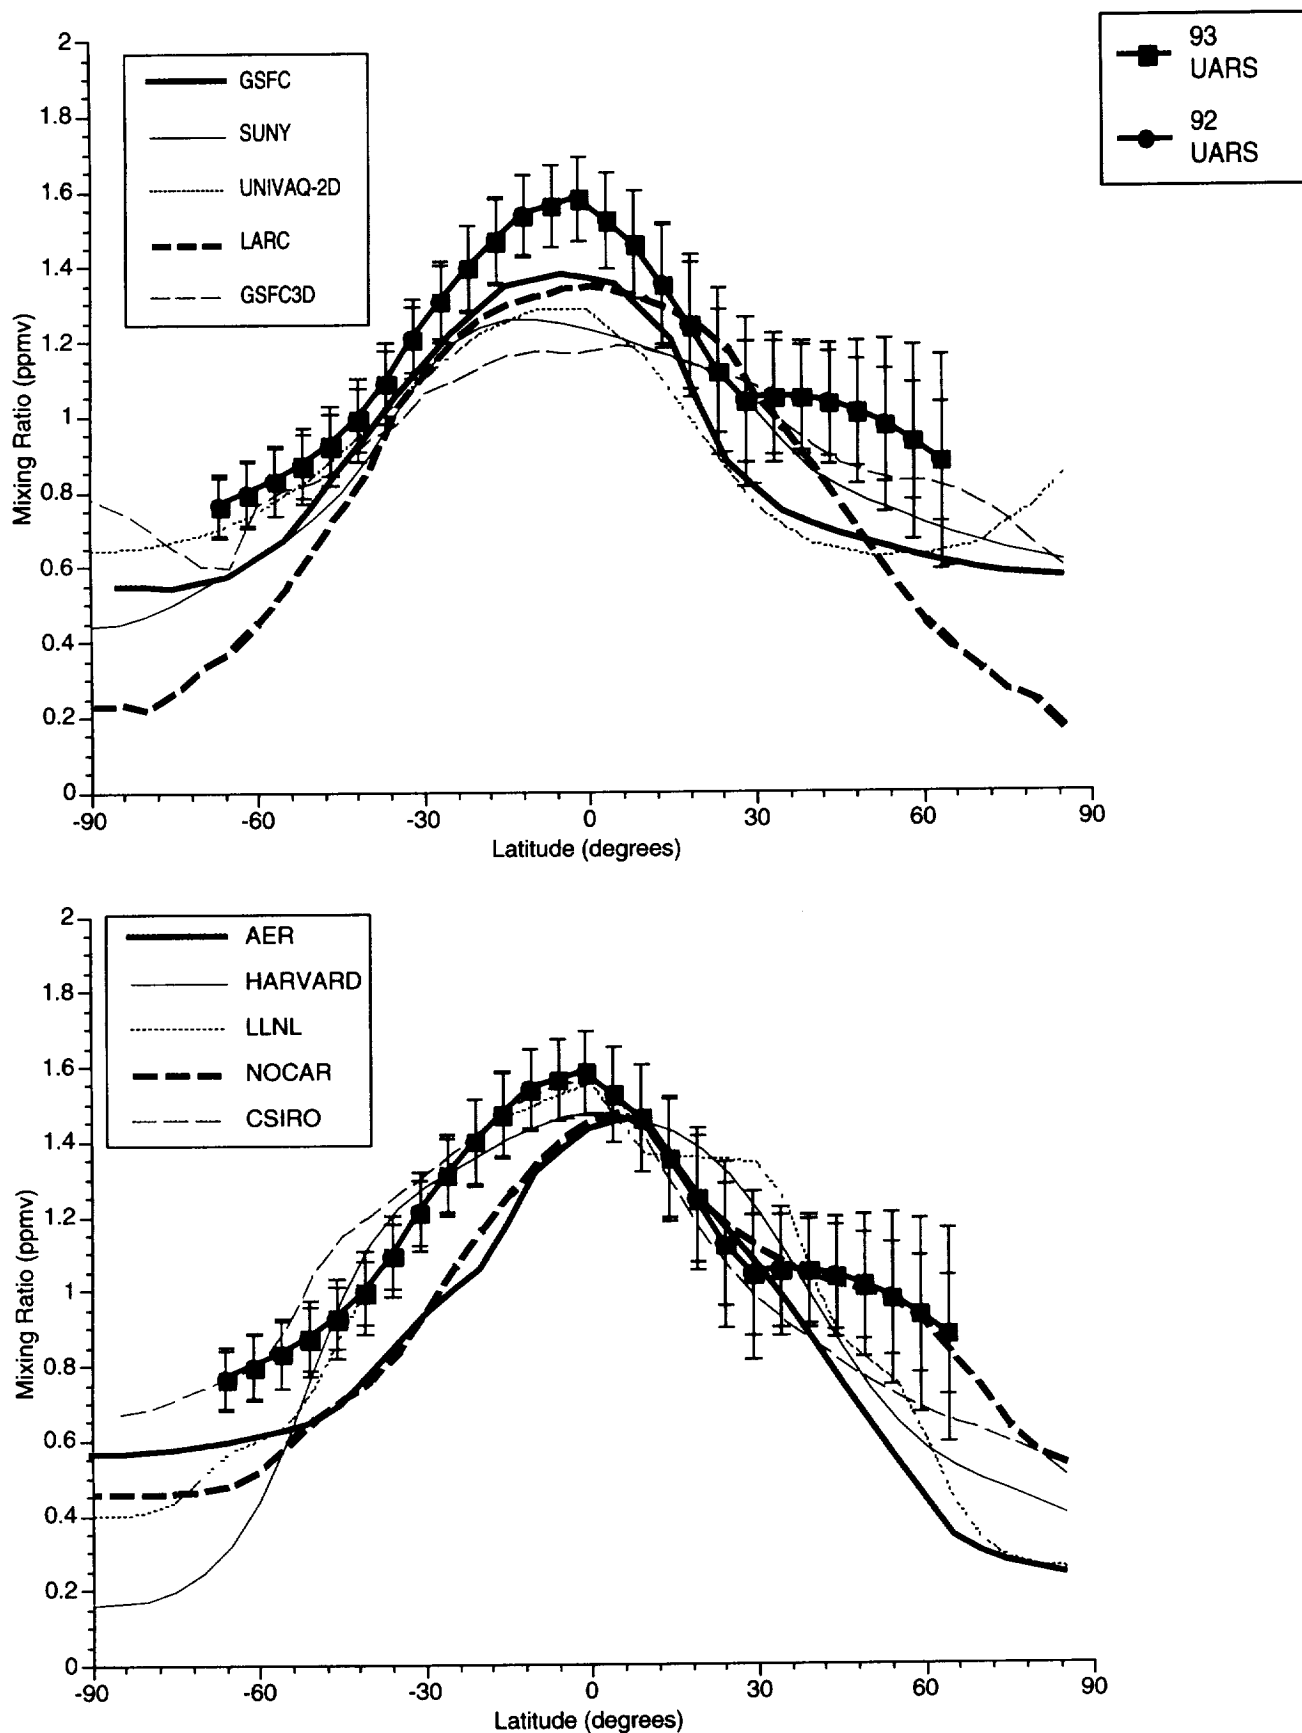 93
UARS
92
UARS
GSFC
SUNY
UNIVAQ-2D
LARC
GSFC3D
2
1.8
1.6
1.4
1.2
1
0.8
0.6
0.4
0.2
0
Mixing Ratio (ppmv)
-90 -60 -30 0 30 60 90
Latitude (degrees)
AER
HARVARD
LLNL
NOCAR
CSIRO
2
1.8
1.6
1.4
1.2
1
0.8
0.6
0.4
0.2
0
Mixing Ratio (ppmv)
-90 -60 -30 0 30 60 90
Latitude (degrees)